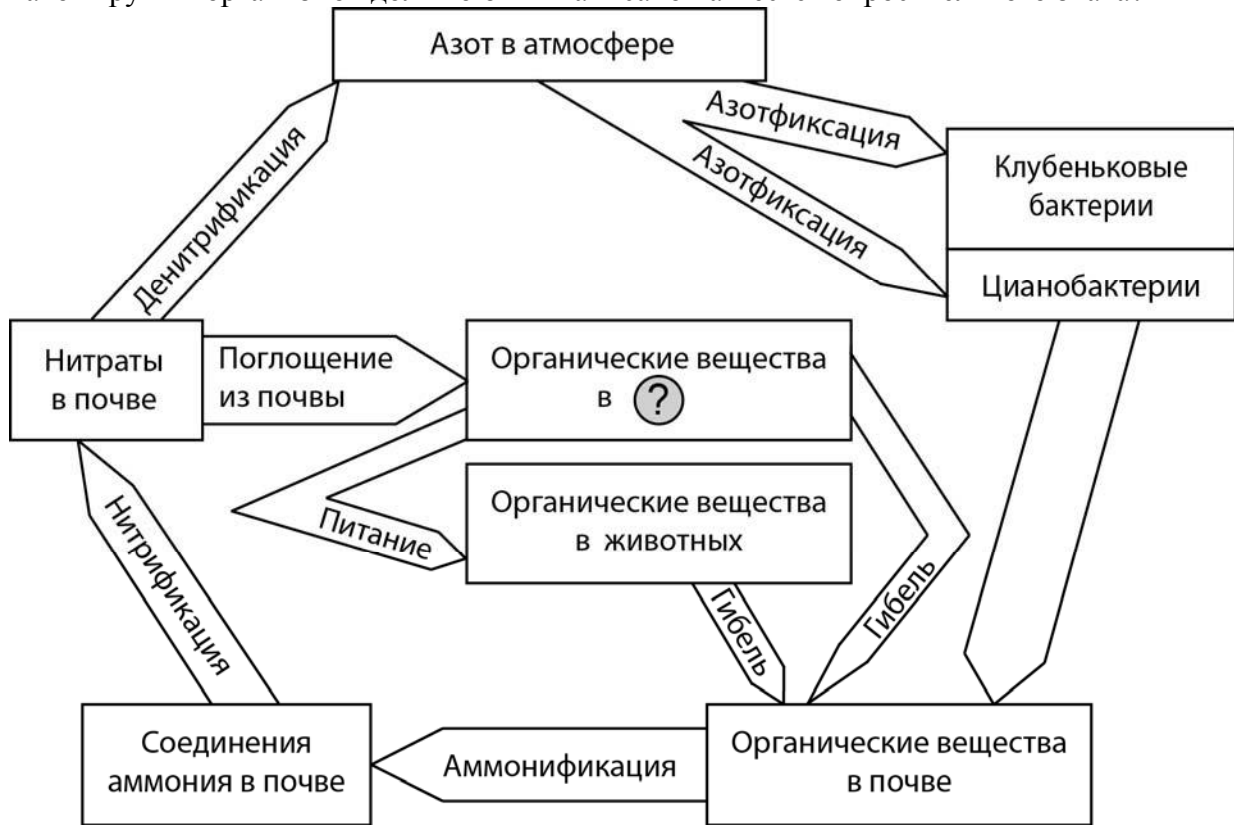 Азот в атмосфере
Азотфиксация
Азотфиксация
Клубеньковые
бактерии
Цианобактерии
Денитрификация
Нитраты
в почве
Поглощение
из почвы
Органические вещества
в ?
Питание
Органические вещества
в животных
Гибель
Гибель
Нитрификация
Соединения
аммония в почве
Аммонификация
Органические вещества
в почве